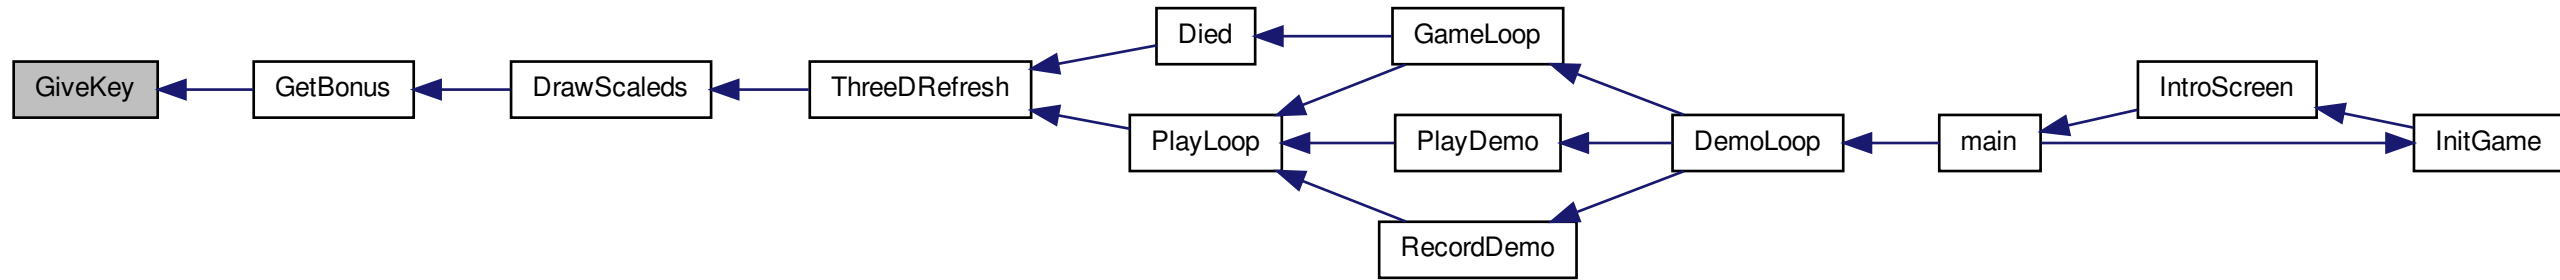 GiveKey
GetBonus
DrawScaleds
ThreeDRefresh
Died
GameLoop
PlayLoop
PlayDemo
RecordDemo
DemoLoop
main
IntroScreen
InitGame